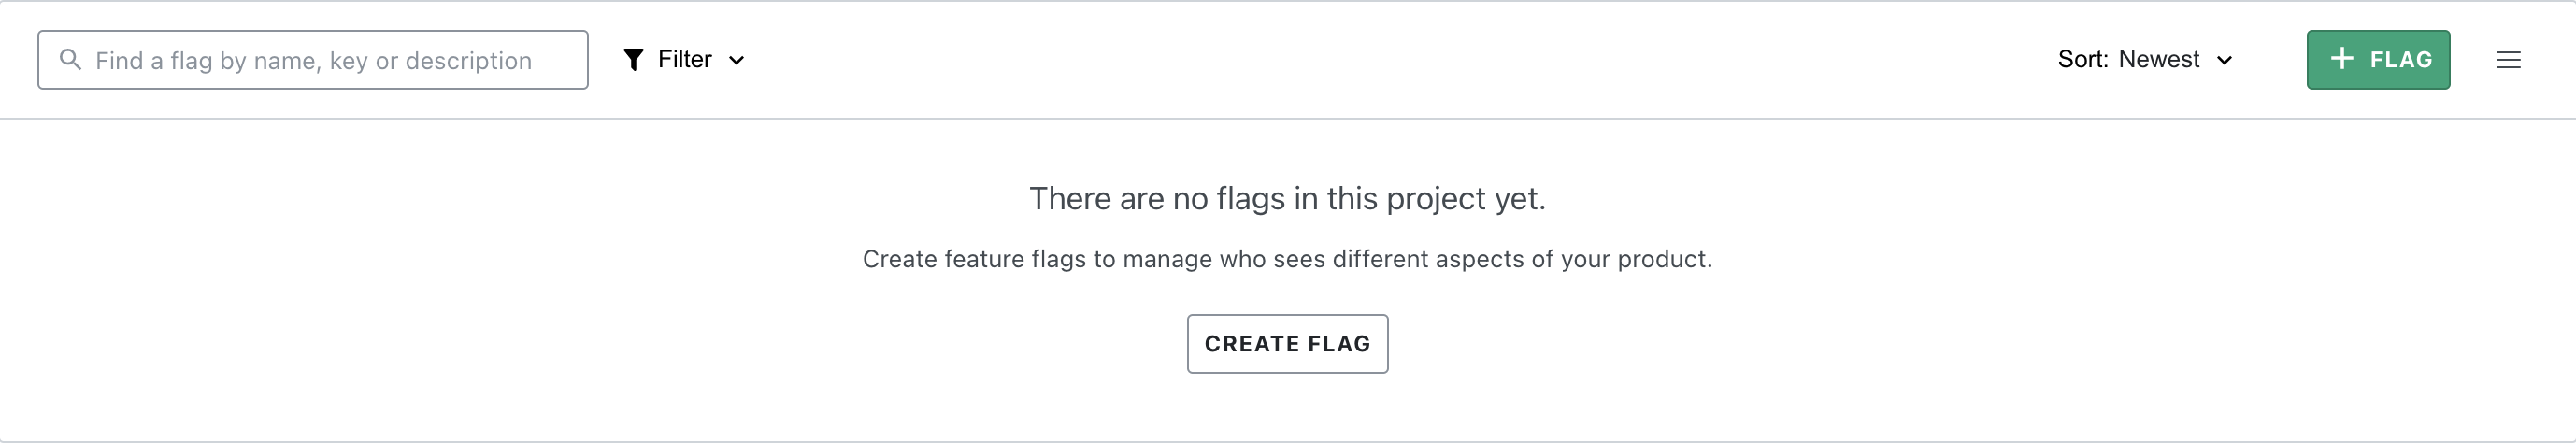 Find a flag by name, key or description
Filter
Sort: Newest
+ FLAG
There are no flags in this project yet.
Create feature flags to manage who sees different aspects of your product.
CREATE FLAG